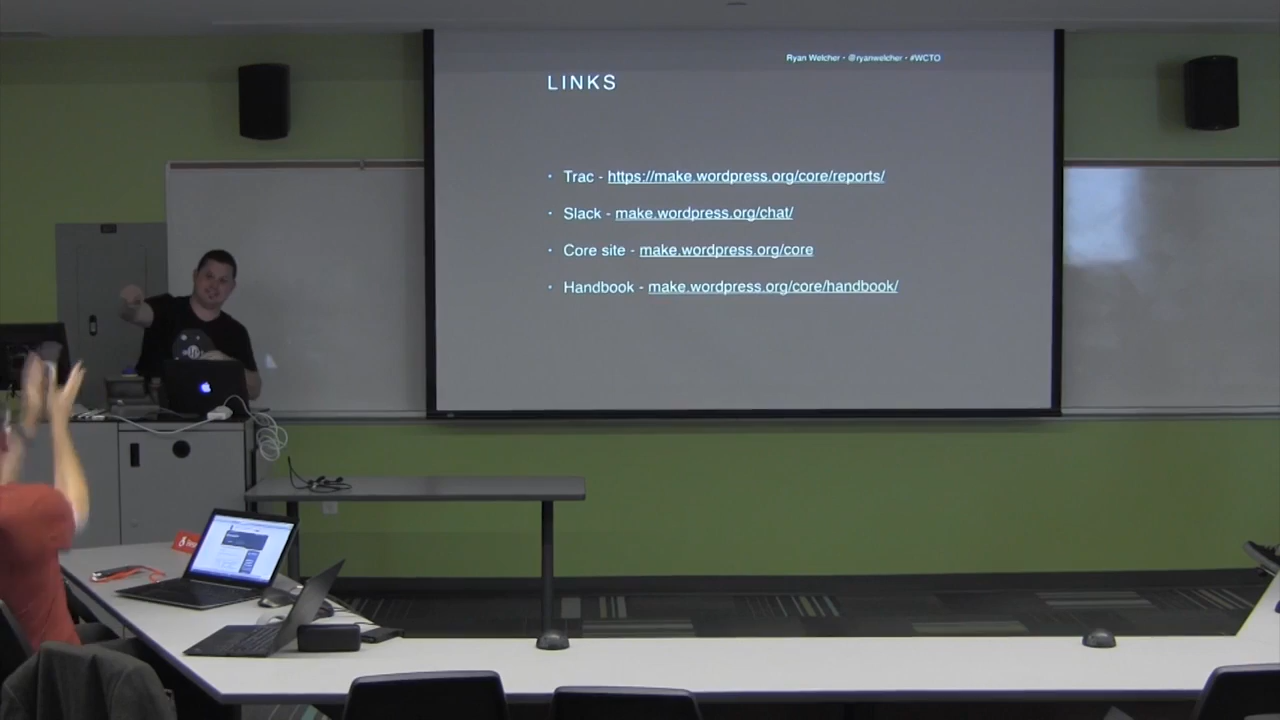 Ryan Welcher - @ryanwelcher - #WCTO
LINKS
Trac - https://make.wordpress.org/core/reports/
Slack - make.wordpress.org/chat/
Core site - make.wordpress.org/core
Handbook - make.wordpress.org/core/handbook/